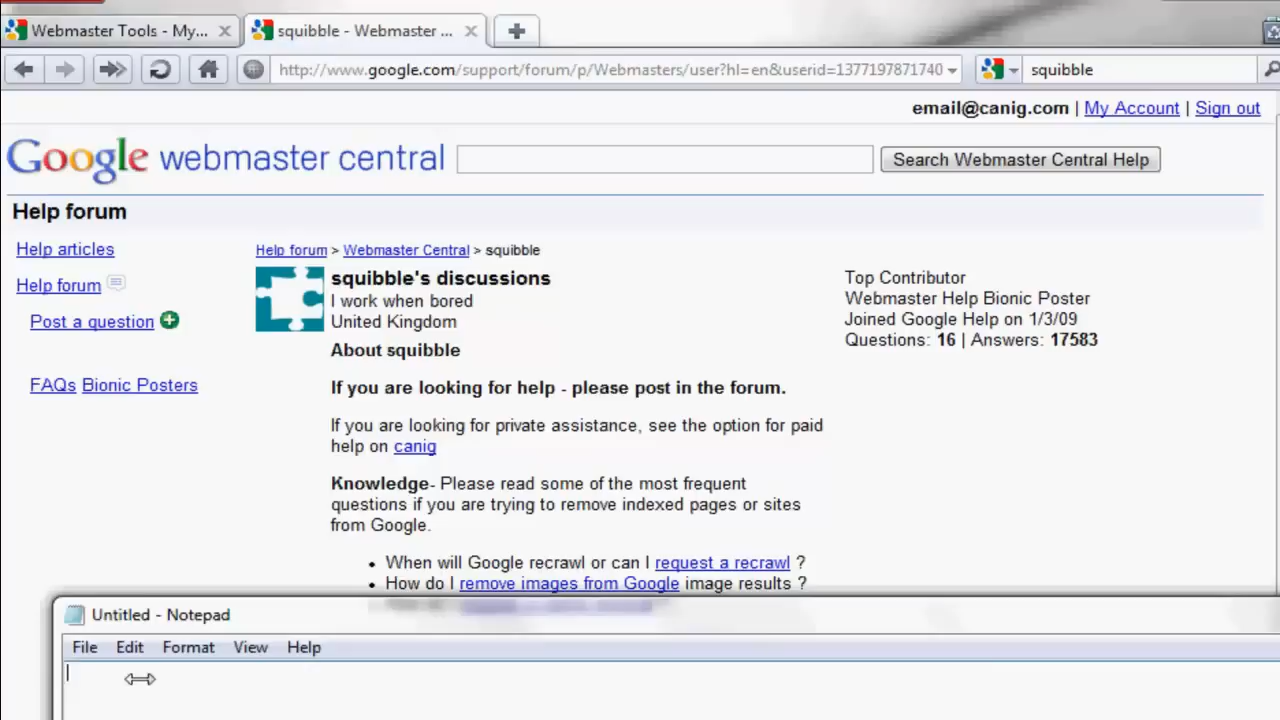 Webmaster Tools - My...
squibble - Webmaster ...
http://www.google.com/support/forum/p/Webmasters/user?hl=en&userid=1377197871740
squibble
email@canig.com | My Account | Sign out
Google webmaster central
Search Webmaster Central Help
Help forum
Help articles
Help forum
Post a question
FAQs Bionic Posters
Help forum > Webmaster Central > squibble
squibble's discussions
I work when bored
United Kingdom
Top Contributor
Webmaster Help Bionic Poster
Joined Google Help on 1/3/09
Questions: 16 | Answers: 17583
About squibble
If you are looking for help - please post in the forum.
If you are looking for private assistance, see the option for paid
help on canig
Knowledge- Please read some of the most frequent
questions if you are trying to remove indexed pages or sites
from Google.
• When will Google recrawl or can I request a recrawl ?
• How do I remove images from Google image results ?
Untitled - Notepad
File Edit Format View Help